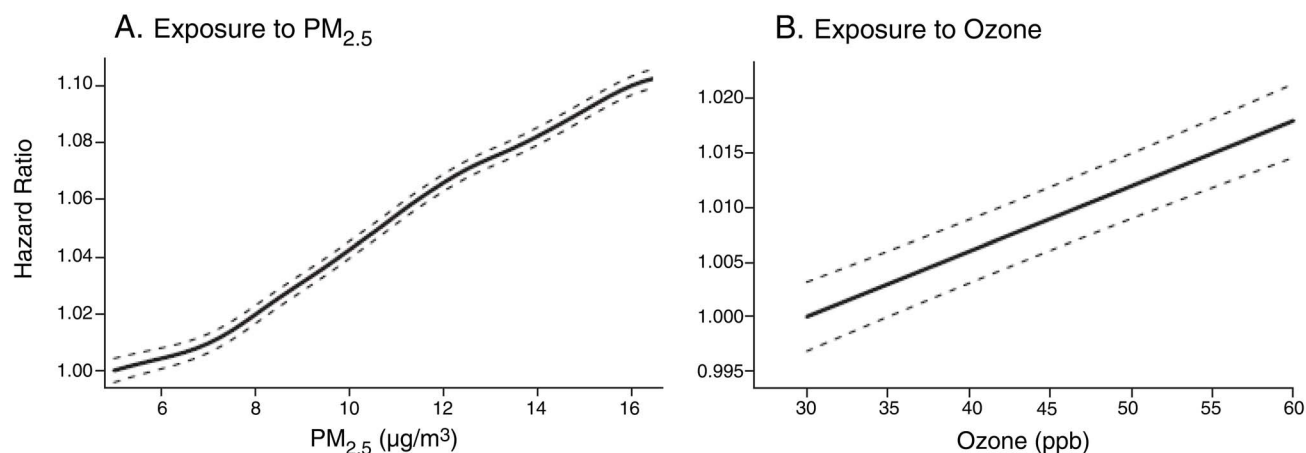 A. Exposure to PM2.5
Hazard Ratio
1.10
1.08
1.06
1.04
1.02
1.00
6 8 10 12 14 16
PM2.5 (µg/m³)
B. Exposure to Ozone
1.020
1.015
1.010
1.005
1.000
0.995
30 35 40 45 50 55 60
Ozone (ppb)